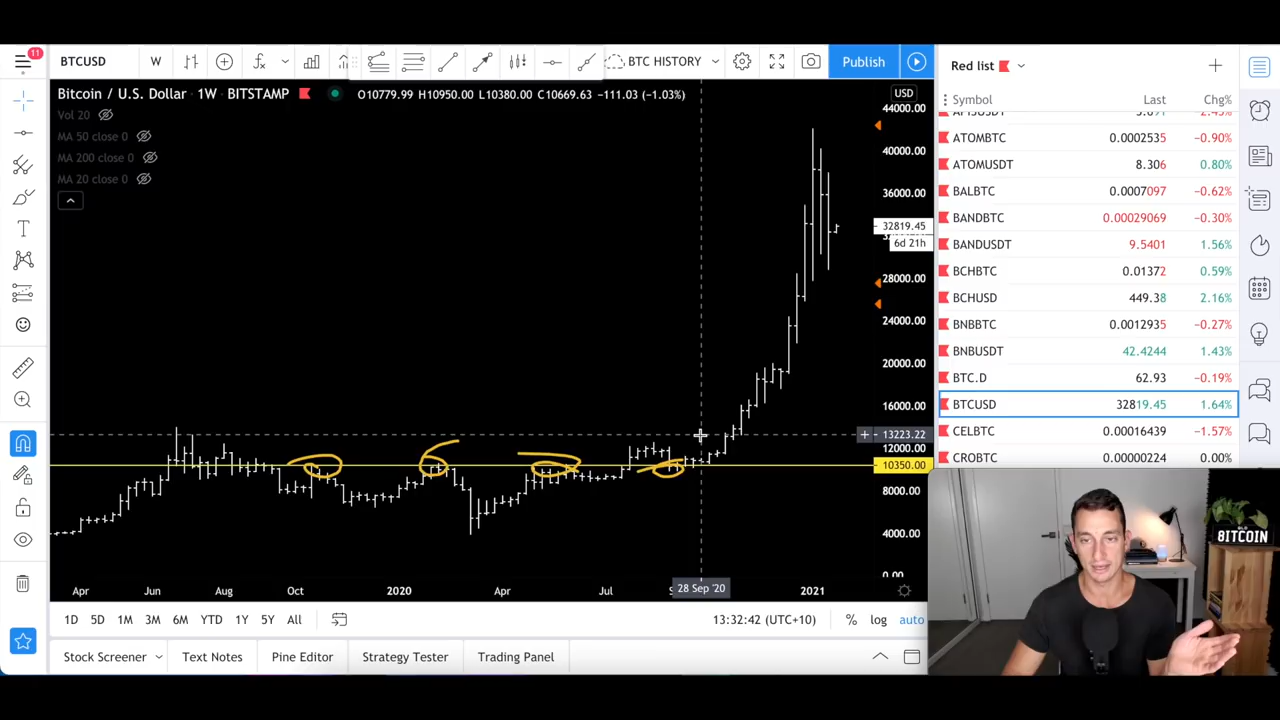 11
BTCUSD
W
BTC HISTORY
Publish
Red list
Bitcoin / U.S. Dollar · 1W · BITSTAMP
O10779.99 H10950.00 L10380.00 C10669.63 −111.03 (−1.03%)
USD
Vol 20
MA 50 close 0
MA 200 close 0
MA 20 close 0
44000.00
40000.00
36000.00
32819.45
6d 21h
28000.00
24000.00
20000.00
16000.00
13223.22
12000.00
10350.00
8000.00
4000.00
0.00
Apr
Jun
Aug
Oct
2020
Apr
Jul
28 Sep '20
2021
1D 5D 1M 3M 6M YTD 1Y 5Y All
13:32:42 (UTC+10)
% log auto
Stock Screener
Text Notes
Pine Editor
Strategy Tester
Trading Panel
Symbol Last Chg%
ATOMBTC 0.0002535 −0.90%
ATOMUSDT 8.306 0.80%
BALBTC 0.0007097 −0.62%
BANDBTC 0.00029069 −0.30%
BANDUSDT 9.5401 1.56%
BCHBTC 0.01372 0.59%
BCHUSD 449.38 2.16%
BNBBTC 0.0012935 −0.27%
BNBUSDT 42.4244 1.43%
BTC.D 62.93 −0.19%
BTCUSD 32819.45 1.64%
CELBTC 0.00016439 −1.57%
CROBTC 0.00000224 0.00%
BITCOIN